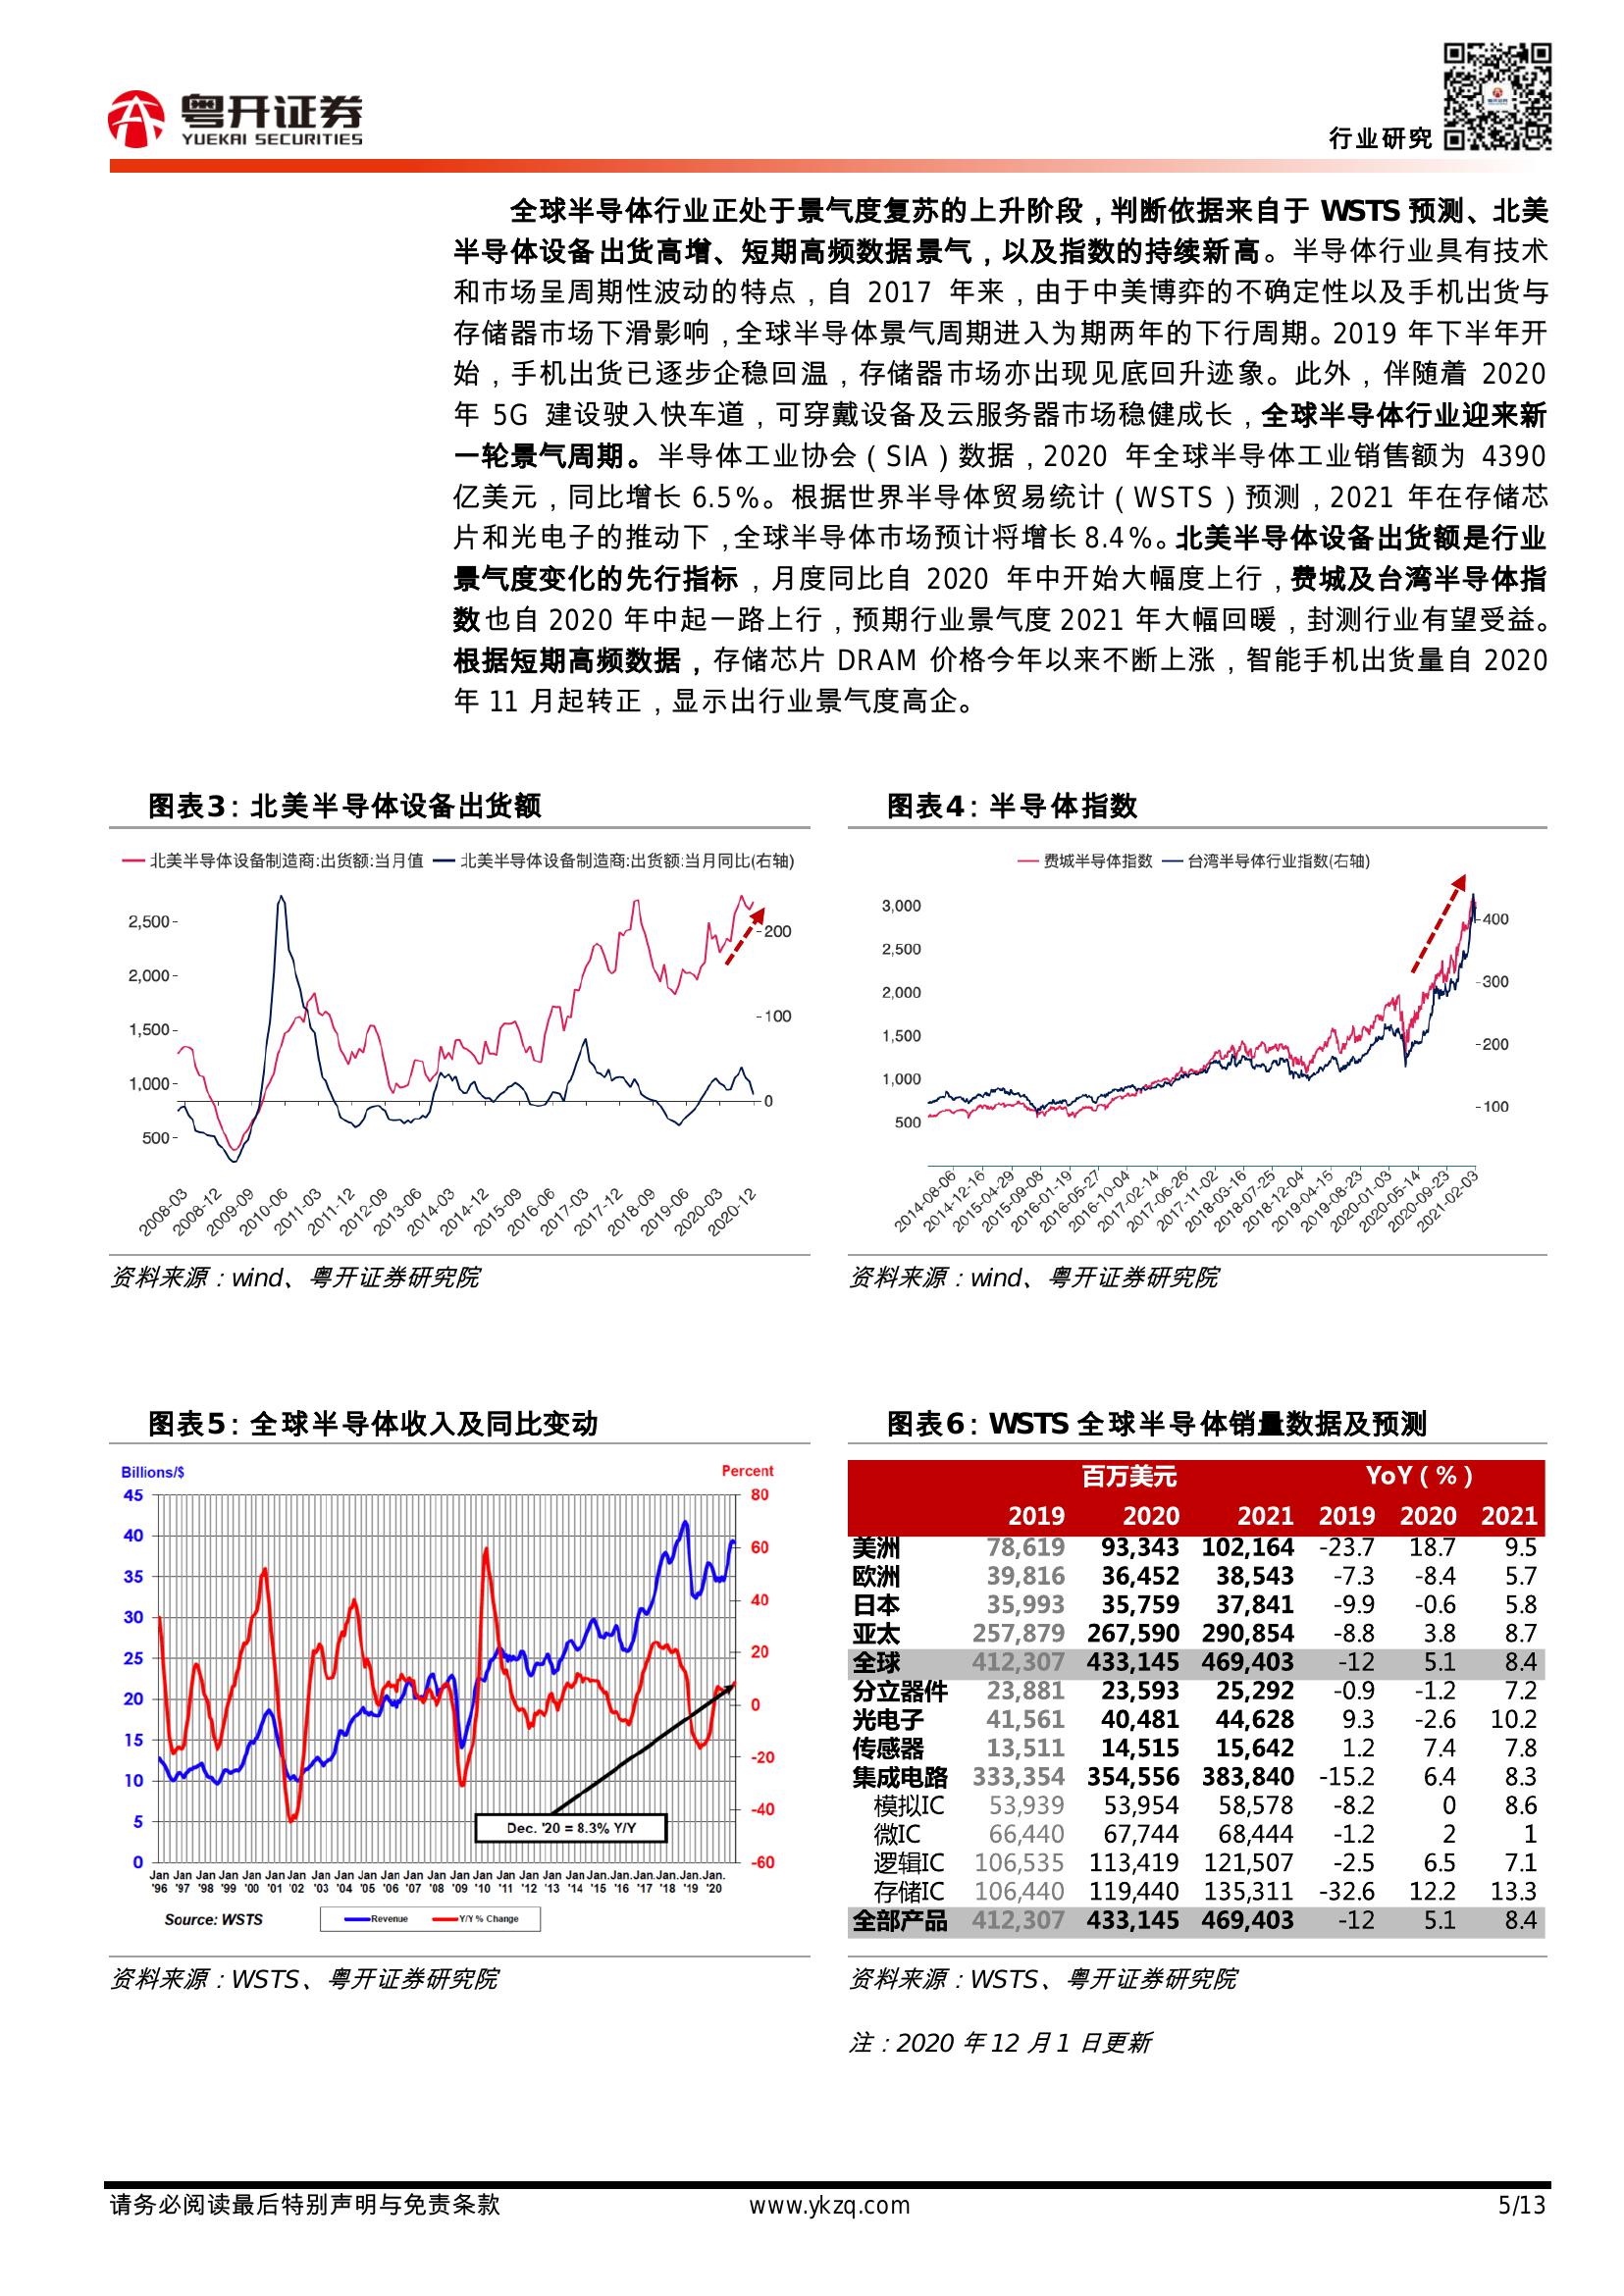 粤开证券
YUEKAI SECURITIES
行业研究
全球半导体行业正处于景气度复苏的上升阶段，判断依据来自于 WSTS 预测、北美
半导体设备出货高增、短期高频数据景气，以及指数的持续新高。半导体行业具有技术
和市场呈周期性波动的特点，自 2017 年来，由于中美博弈的不确定性以及手机出货与
存储器市场下滑影响，全球半导体景气周期进入为期两年的下行周期。2019 年下半年开
始，手机出货已逐步企稳回温，存储器市场亦出现见底回升迹象。此外，伴随着 2020
年 5G 建设驶入快车道，可穿戴设备及云服务器市场稳健成长，全球半导体行业迎来新
一轮景气周期。半导体工业协会（SIA）数据，2020 年全球半导体工业销售额为 4390
亿美元，同比增长 6.5%。根据世界半导体贸易统计（WSTS）预测，2021 年在存储芯
片和光电子的推动下，全球半导体市场预计将增长 8.4%。北美半导体设备出货额是行业
景气度变化的先行指标，月度同比自 2020 年中开始大幅度上行，费城及台湾半导体指
数也自 2020 年中起一路上行，预期行业景气度 2021 年大幅回暖，封测行业有望受益。
根据短期高频数据，存储芯片 DRAM 价格今年以来不断上涨，智能手机出货量自 2020
年 11 月起转正，显示出行业景气度高企。
图表3：北美半导体设备出货额
北美半导体设备制造商:出货额:当月值 北美半导体设备制造商:出货额:当月同比(右轴)
2,500
2,000
1,500
1,000
500
200
100
0
2008-03 2008-12 2009-09 2010-06 2011-03 2011-12 2012-09 2013-06 2014-03 2014-12 2015-09 2016-06 2017-03 2017-12 2018-09 2019-06 2020-03 2020-12
资料来源：wind、粤开证券研究院
图表4：半导体指数
费城半导体指数 台湾半导体行业指数(右轴)
3,000
2,500
2,000
1,500
1,000
500
400
300
200
100
2014-08-06 2014-12-16 2015-04-29 2015-09-08 2016-01-19 2016-05-27 2016-10-04 2017-02-14 2017-06-26 2017-11-02 2018-03-16 2018-07-25 2018-12-04 2019-04-15 2019-08-23 2020-01-03 2020-05-14 2020-09-23 2021-02-03
资料来源：wind、粤开证券研究院
图表5：全球半导体收入及同比变动
Billions/$ Percent
45
40
35
30
25
20
15
10
5
0
80
60
40
20
0
-20
-40
-60
Dec. '20 = 8.3% Y/Y
Jan Jan Jan Jan Jan Jan Jan Jan Jan Jan Jan Jan Jan Jan Jan Jan Jan Jan Jan Jan Jan. Jan. Jan. Jan. Jan.
'96 '97 '98 '99 '00 '01 '02 '03 '04 '05 '06 '07 '08 '09 '10 '11 '12 '13 '14 '15 '16 '17 '18 '19 '20
Source: WSTS
Revenue Y/Y % Change
资料来源：WSTS、粤开证券研究院
图表6：WSTS 全球半导体销量数据及预测
百万美元 YoY（%）
2019 2020 2021 2019 2020 2021
美洲 78,619 93,343 102,164 -23.7 18.7 9.5
欧洲 39,816 36,452 38,543 -7.3 -8.4 5.7
日本 35,993 35,759 37,841 -9.9 -0.6 5.8
亚太 257,879 267,590 290,854 -8.8 3.8 8.7
全球 412,307 433,145 469,403 -12 5.1 8.4
分立器件 23,881 23,593 25,292 -0.9 -1.2 7.2
光电子 41,561 40,481 44,628 9.3 -2.6 10.2
传感器 13,511 14,515 15,642 1.2 7.4 7.8
集成电路 333,354 354,556 383,840 -15.2 6.4 8.3
模拟IC 53,939 53,954 58,578 -8.2 0 8.6
微IC 66,440 67,744 68,444 -1.2 2 1
逻辑IC 106,535 113,419 121,507 -2.5 6.5 7.1
存储IC 106,440 119,440 135,311 -32.6 12.2 13.3
全部产品 412,307 433,145 469,403 -12 5.1 8.4
资料来源：WSTS、粤开证券研究院
注：2020 年 12 月 1 日更新
请务必阅读最后特别声明与免责条款 www.ykzq.com 5/13